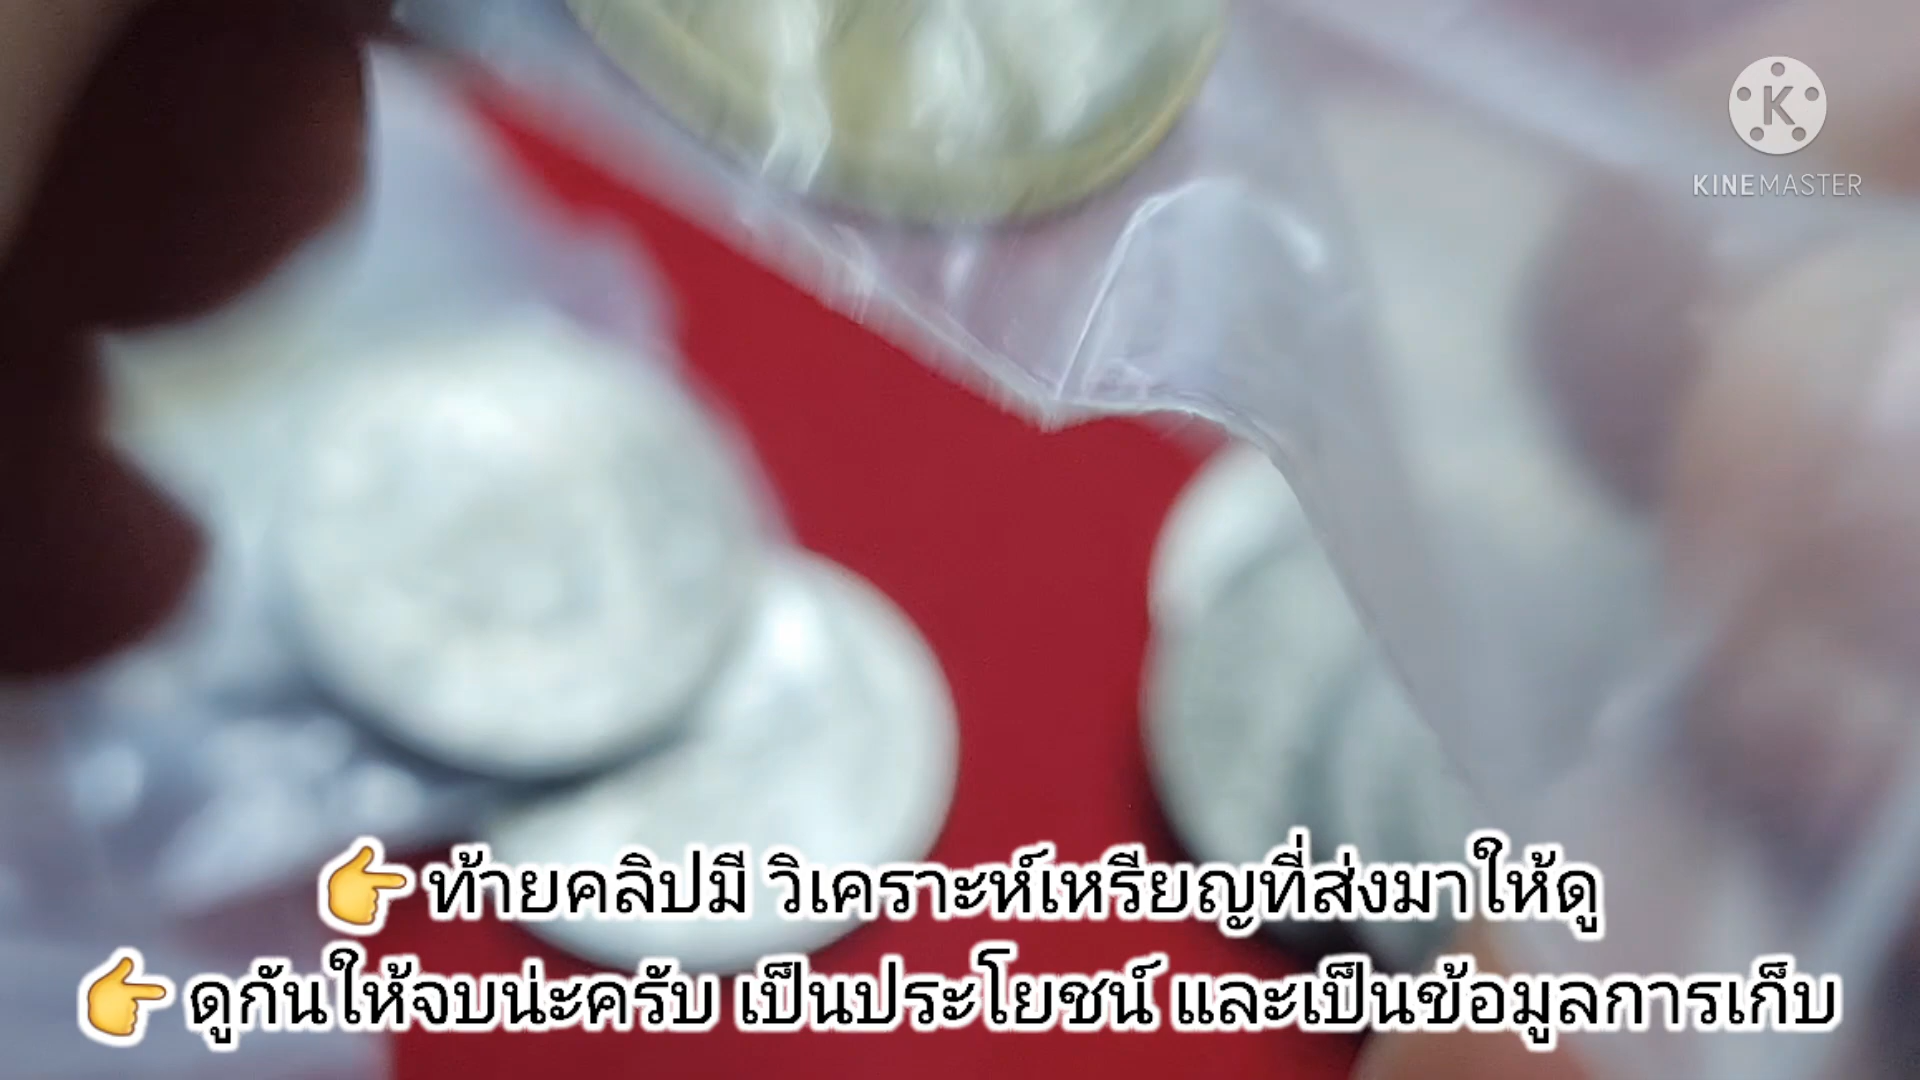 KINEMASTER
👉ท้ายคลิปมี วิเคราะห์เหรียญที่ส่งมาให้ดู
👉ดูกันให้จบน่ะครับ เป็นประโยชน์ และเป็นข้อมูลการเก็บ